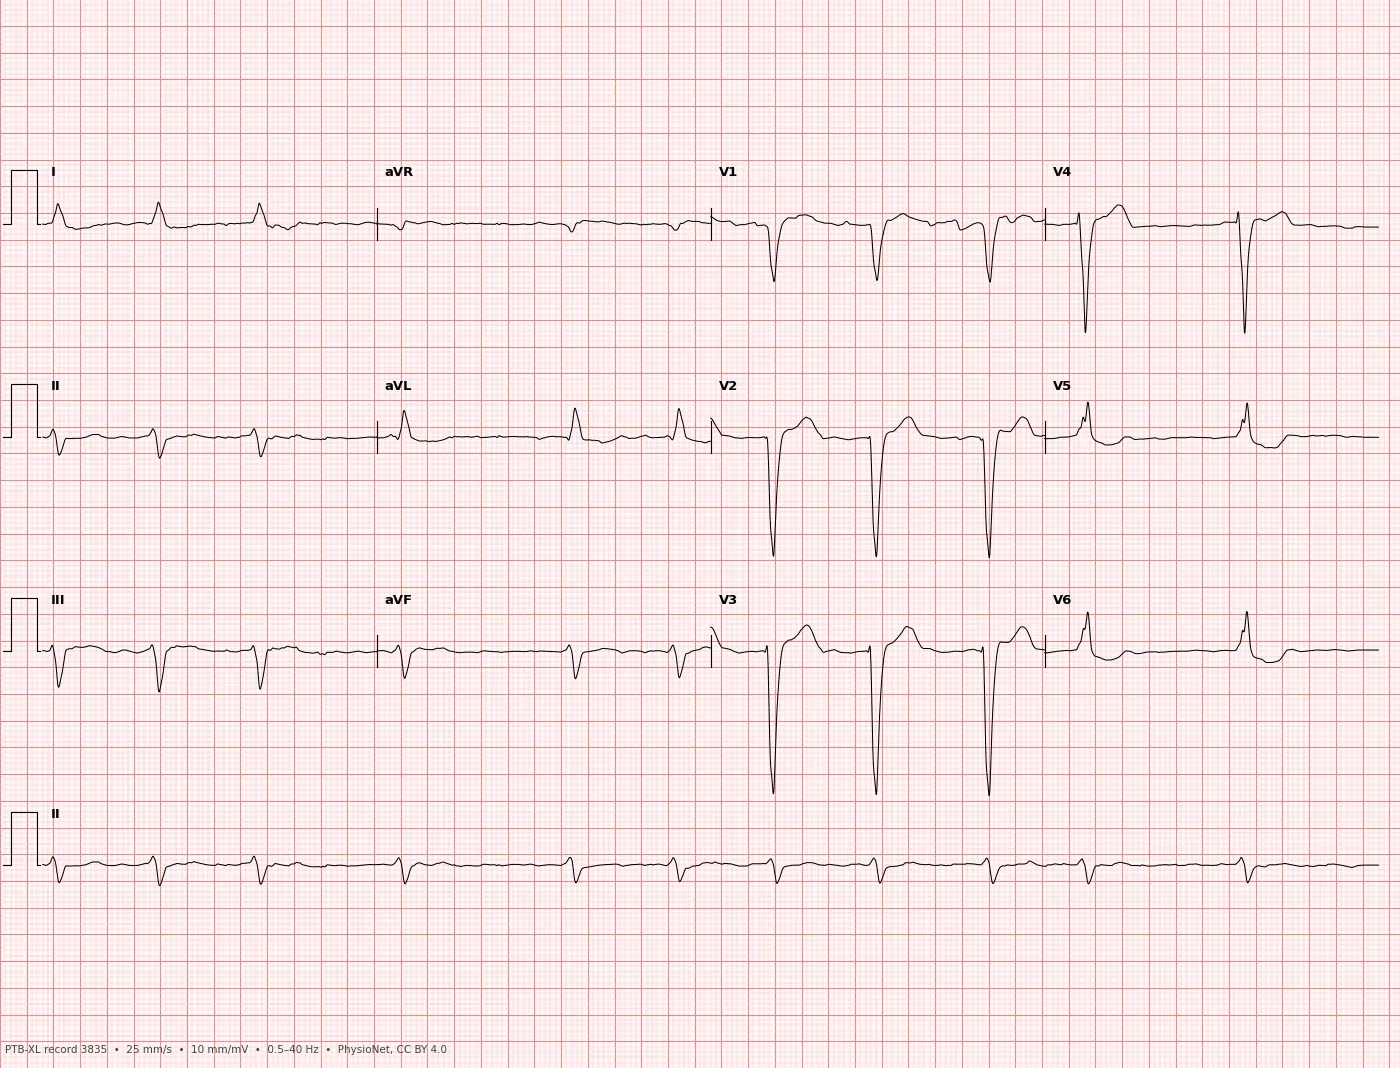 I aVR V1 V4
II aVL V2 V5
III aVF V3 V6
II
PTB-XL record 3835 • 25 mm/s • 10 mm/mV • 0.5–40 Hz • PhysioNet, CC BY 4.0